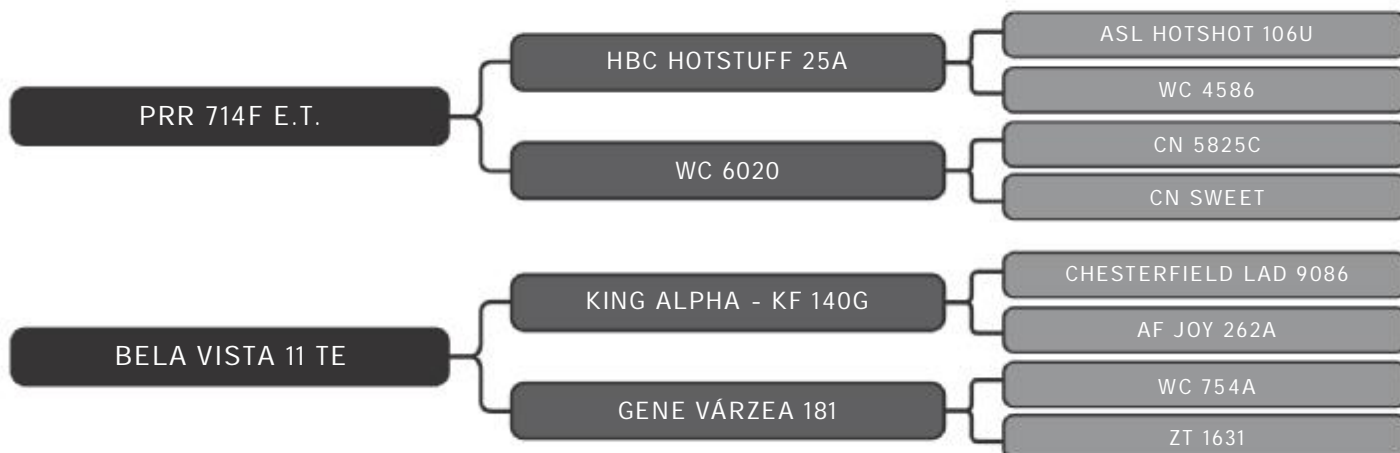 PRR 714F E.T.
HBC HOTSTUFF 25A
ASL HOTSHOT 106U
WC 4586
WC 6020
CN 5825C
CN SWEET
BELA VISTA 11 TE
KING ALPHA - KF 140G
CHESTERFIELD LAD 9086
AF JOY 262A
GENE VÁRZEA 181
WC 754A
ZT 1631